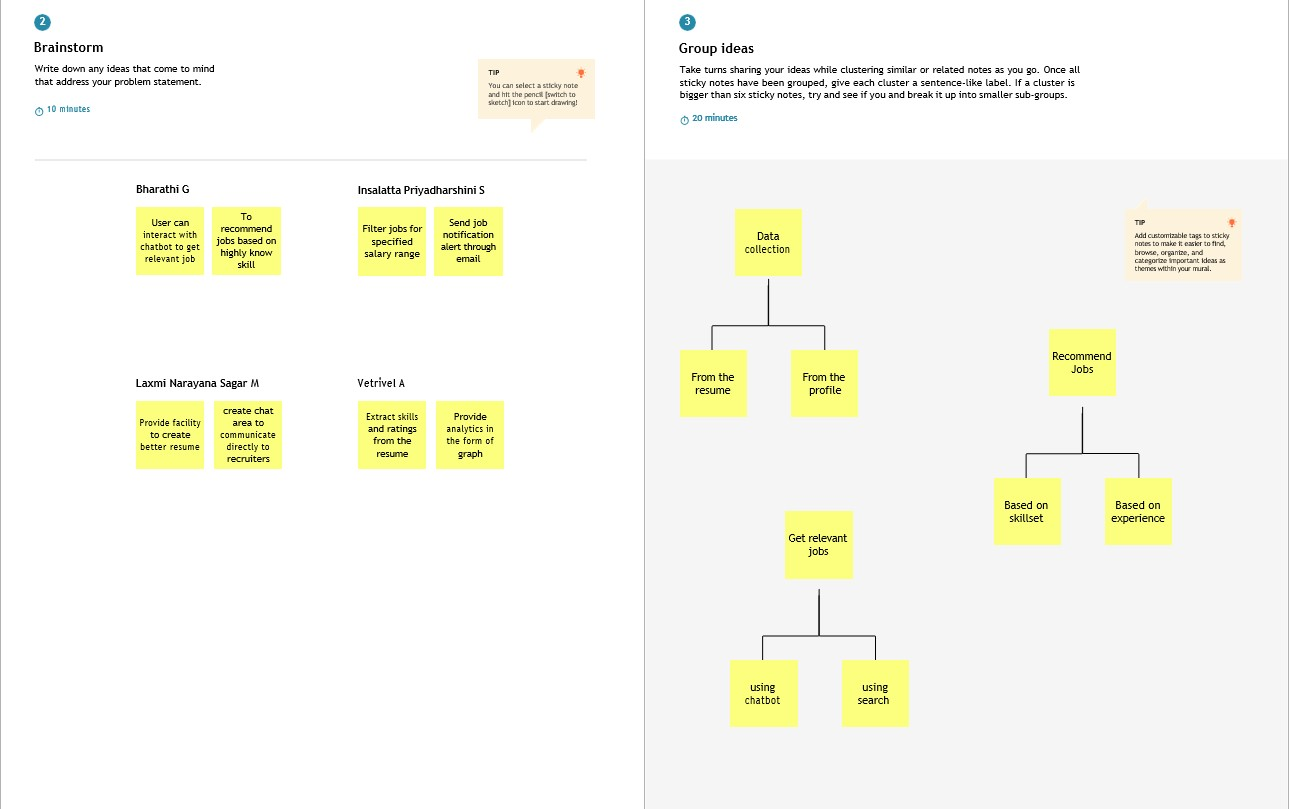 2
Brainstorm
Write down any ideas that come to mind
that address your problem statement.
10 minutes
TIP
You can select a sticky note
and hit the pencil [switch to
sketch] icon to start drawing!
Bharathi G
User can
interact with
chatbot to get
relevant job
To
recommend
jobs based on
highly know
skill
Insalatta Priyadharshini S
Filter jobs for
specified
salary range
Send job
notification
alert through
email
Laxmi Narayana Sagar M
Provide facility
to create
better resume
create chat
area to
communicate
directly to
recruiters
Vetrivel A
Extract skills
and ratings
from the
resume
Provide
analytics in
the form of
graph
3
Group ideas
Take turns sharing your ideas while clustering similar or related notes as you go. Once all
sticky notes have been grouped, give each cluster a sentence-like label. If a cluster is
bigger than six sticky notes, try and see if you and break it up into smaller sub-groups.
20 minutes
TIP
Add customizable tags to sticky
notes to make it easier to find,
browse, organize, and
categorize important ideas as
themes within your mural.
Data
collection
From the
resume
From the
profile
Recommend
Jobs
Based on
skillset
Based on
experience
Get relevant
jobs
using
chatbot
using
search